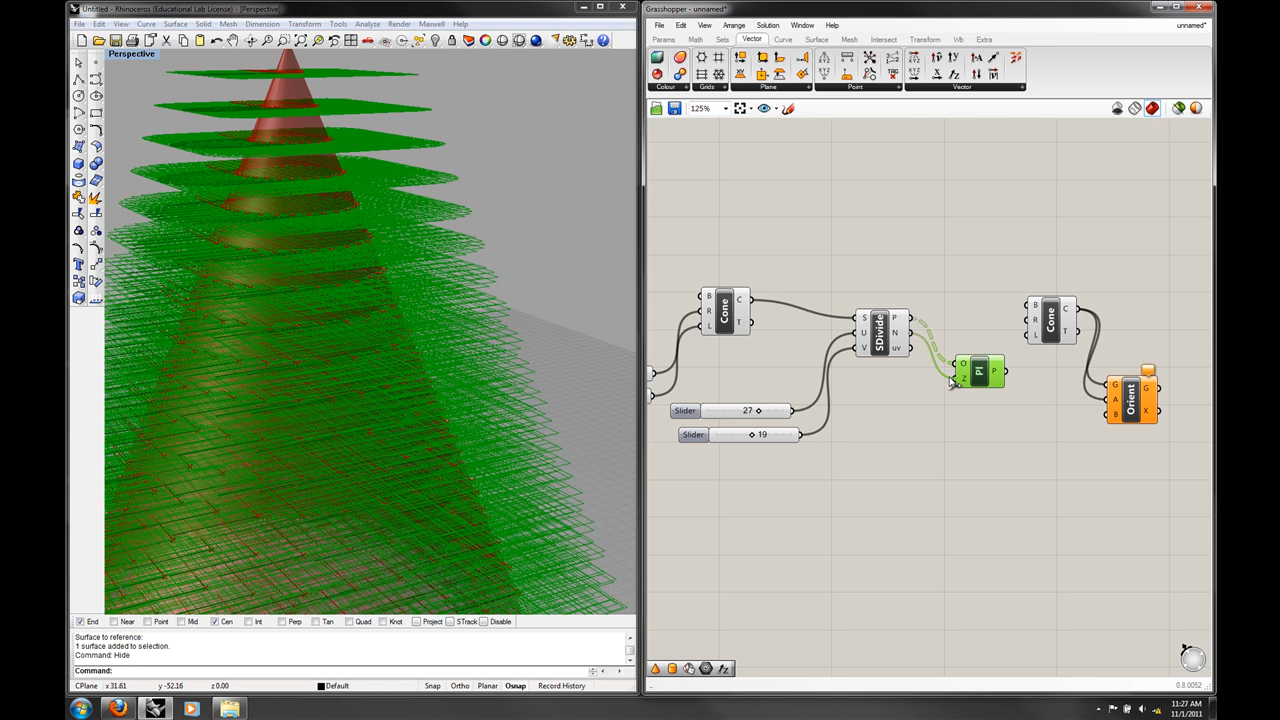 Untitled - Rhinoceros (Educational Lab License) - [Perspective]
File Edit View Curve Surface Solid Mesh Dimension Transform Tools Analyze Render Maxwell Help
Perspective
End Near Point Mid Cen Int Perp Tan Quad Knot Project STrack Disable
Surface to reference:
1 surface added to selection.
Command: Hide
Command:
CPlane x 31.61 y -52.16 z 0.00 Default Snap Ortho Planar Osnap Record History
Grasshopper - unnamed*
File Edit View Arrange Solution Window Help unnamed*
Params Math Sets Vector Curve Surface Mesh Intersect Transform Wb Extra
Colour Grids Plane Point Vector
125%
B R L Cone C T
S U V SDivide P N uv
O Z Pl P
B R L Cone C T
G A B Orient G X
Slider 27
Slider 19
0.8.0052
11:27 AM
11/1/2011